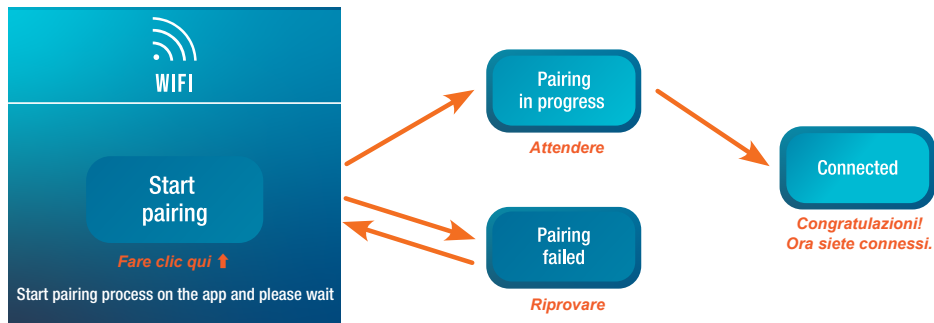 WIFI
Start
pairing
Fare clic qui ⬆
Start pairing process on the app and please wait
Pairing
in progress
Attendere
Pairing
failed
Riprovare
Connected
Congratulazioni!
Ora siete connessi.